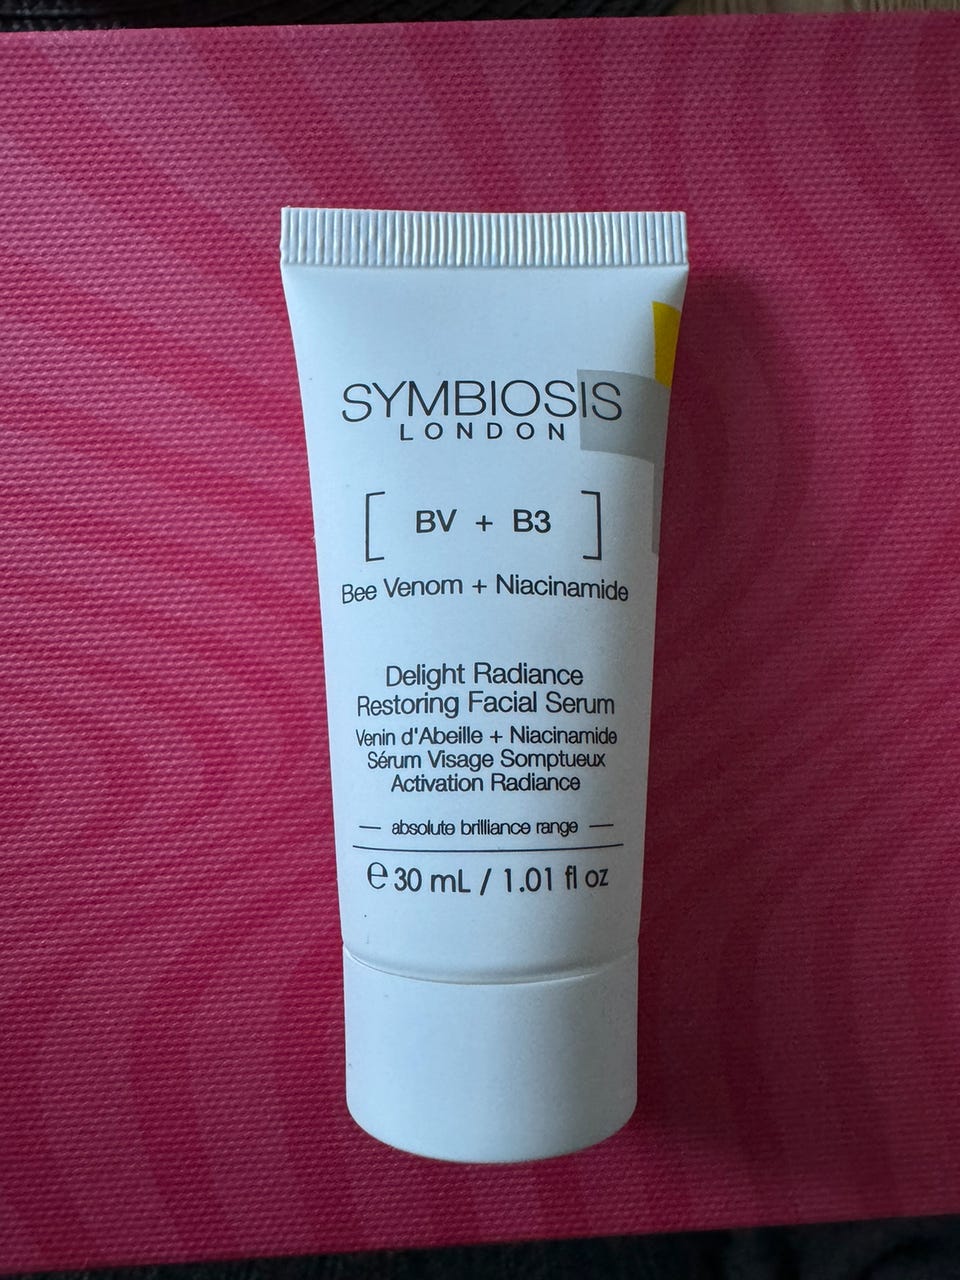 SYMBIOSIS
LONDON
[ BV + B3 ]
Bee Venom + Niacinamide
Delight Radiance
Restoring Facial Serum
Venin d'Abeille + Niacinamide
Sérum Visage Somptueux
Activation Radiance
— absolute brilliance range —
℮ 30 mL / 1.01 fl oz